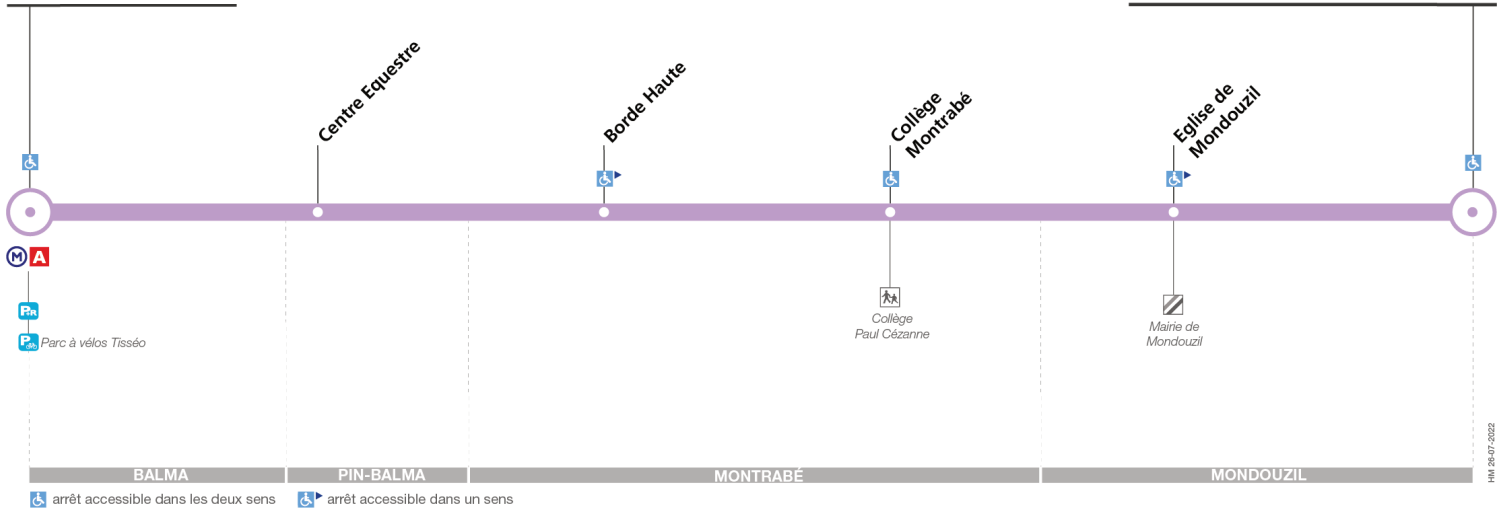 Centre Equestre
Borde Haute
Collège
Montrabé
Eglise de
Mondouzil
M A
P+R
P Parc à vélos Tisséo
Collège
Paul Cézanne
Mairie de
Mondouzil
HM 26-07-2022
BALMA PIN-BALMA MONTRABÉ MONDOUZIL
arrêt accessible dans les deux sens arrêt accessible dans un sens